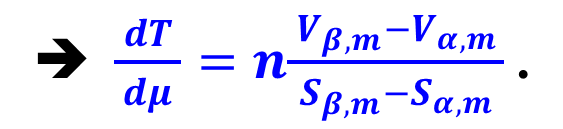 ➔ dT/dμ = n (V_{β,m} − V_{α,m})/(S_{β,m} − S_{α,m}) .